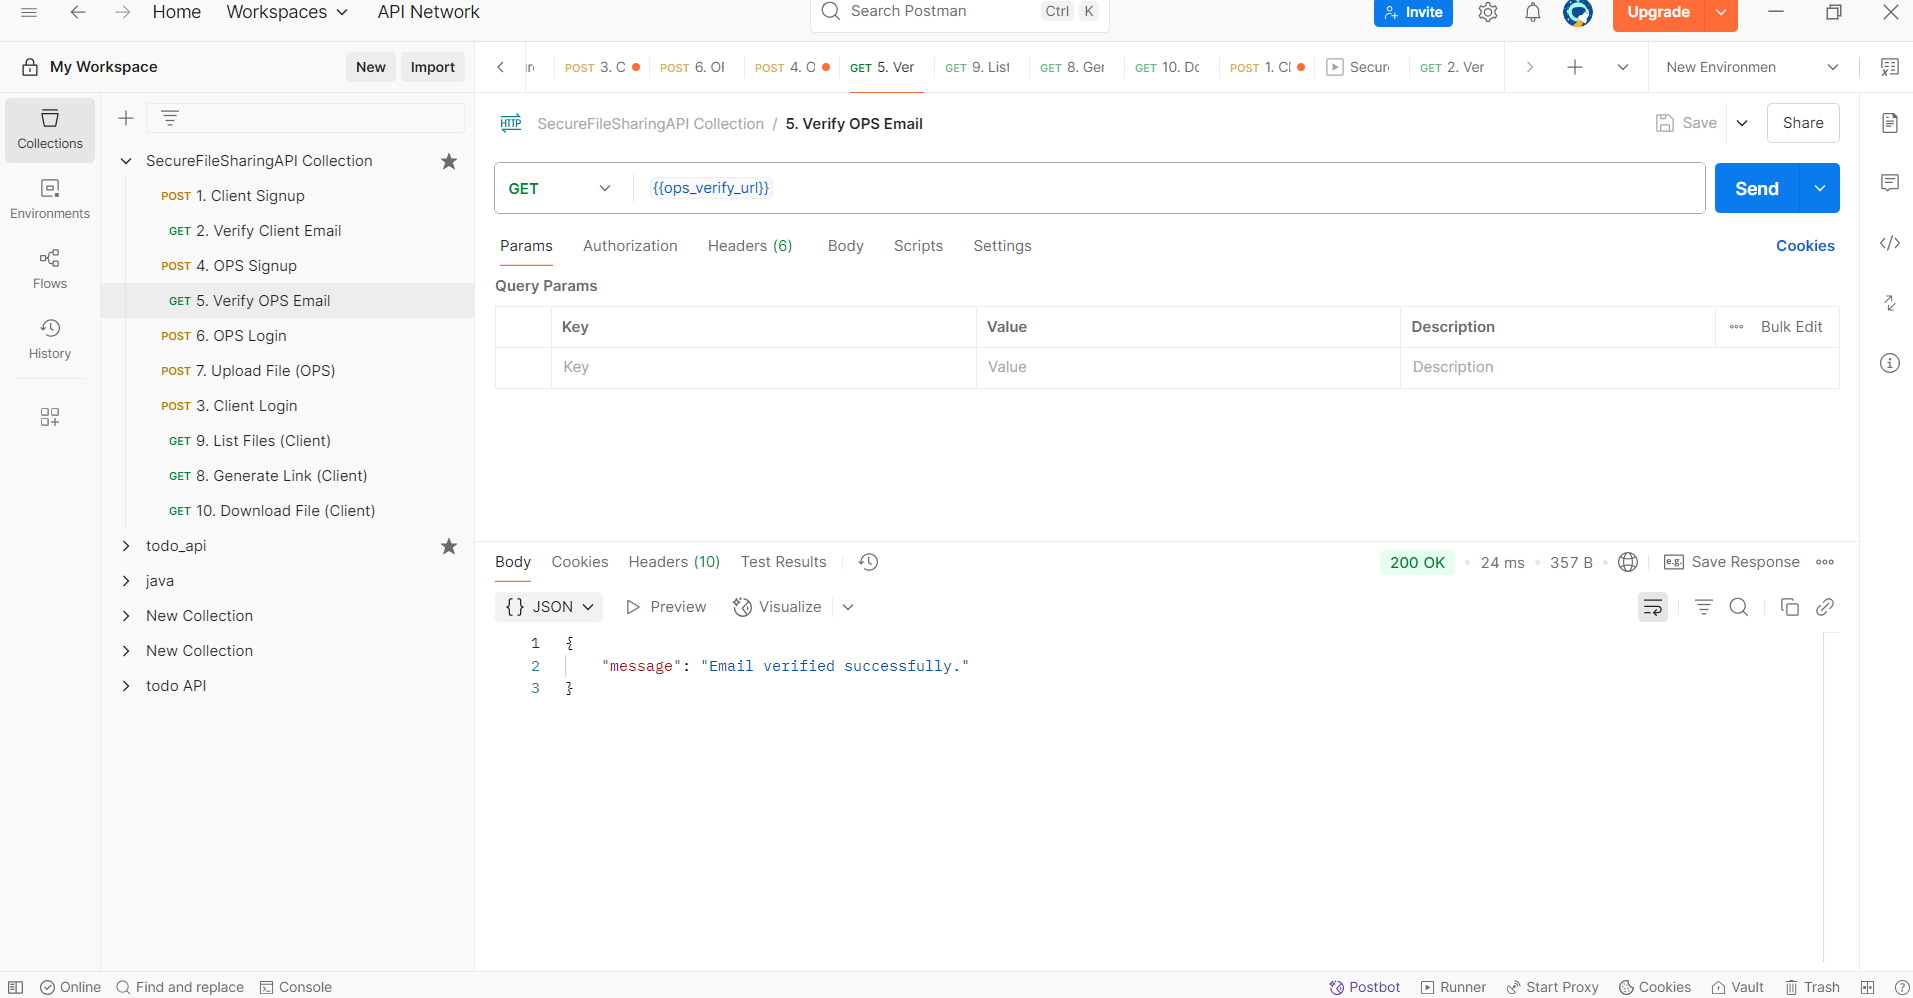 Home Workspaces API Network Search Postman Ctrl K Invite Upgrade
My Workspace New Import POST 3. C POST 6. OI POST 4. O GET 5. Ver GET 9. List GET 8. Ger GET 10. Do POST 1. Cl Secur GET 2. Ver New Environmen
Collections
Environments
Flows
History
SecureFileSharingAPI Collection
POST 1. Client Signup
GET 2. Verify Client Email
POST 4. OPS Signup
GET 5. Verify OPS Email
POST 6. OPS Login
POST 7. Upload File (OPS)
POST 3. Client Login
GET 9. List Files (Client)
GET 8. Generate Link (Client)
GET 10. Download File (Client)
todo_api
java
New Collection
New Collection
todo API
HTTP SecureFileSharingAPI Collection / 5. Verify OPS Email Save Share
GET {{ops_verify_url}} Send
Params Authorization Headers (6) Body Scripts Settings Cookies
Query Params
Key Value Description Bulk Edit
Key Value Description
Body Cookies Headers (10) Test Results 200 OK 24 ms 357 B e.g. Save Response
{} JSON Preview Visualize
1 {
2 "message": "Email verified successfully."
3 }
Online Find and replace Console Postbot Runner Start Proxy Cookies Vault Trash